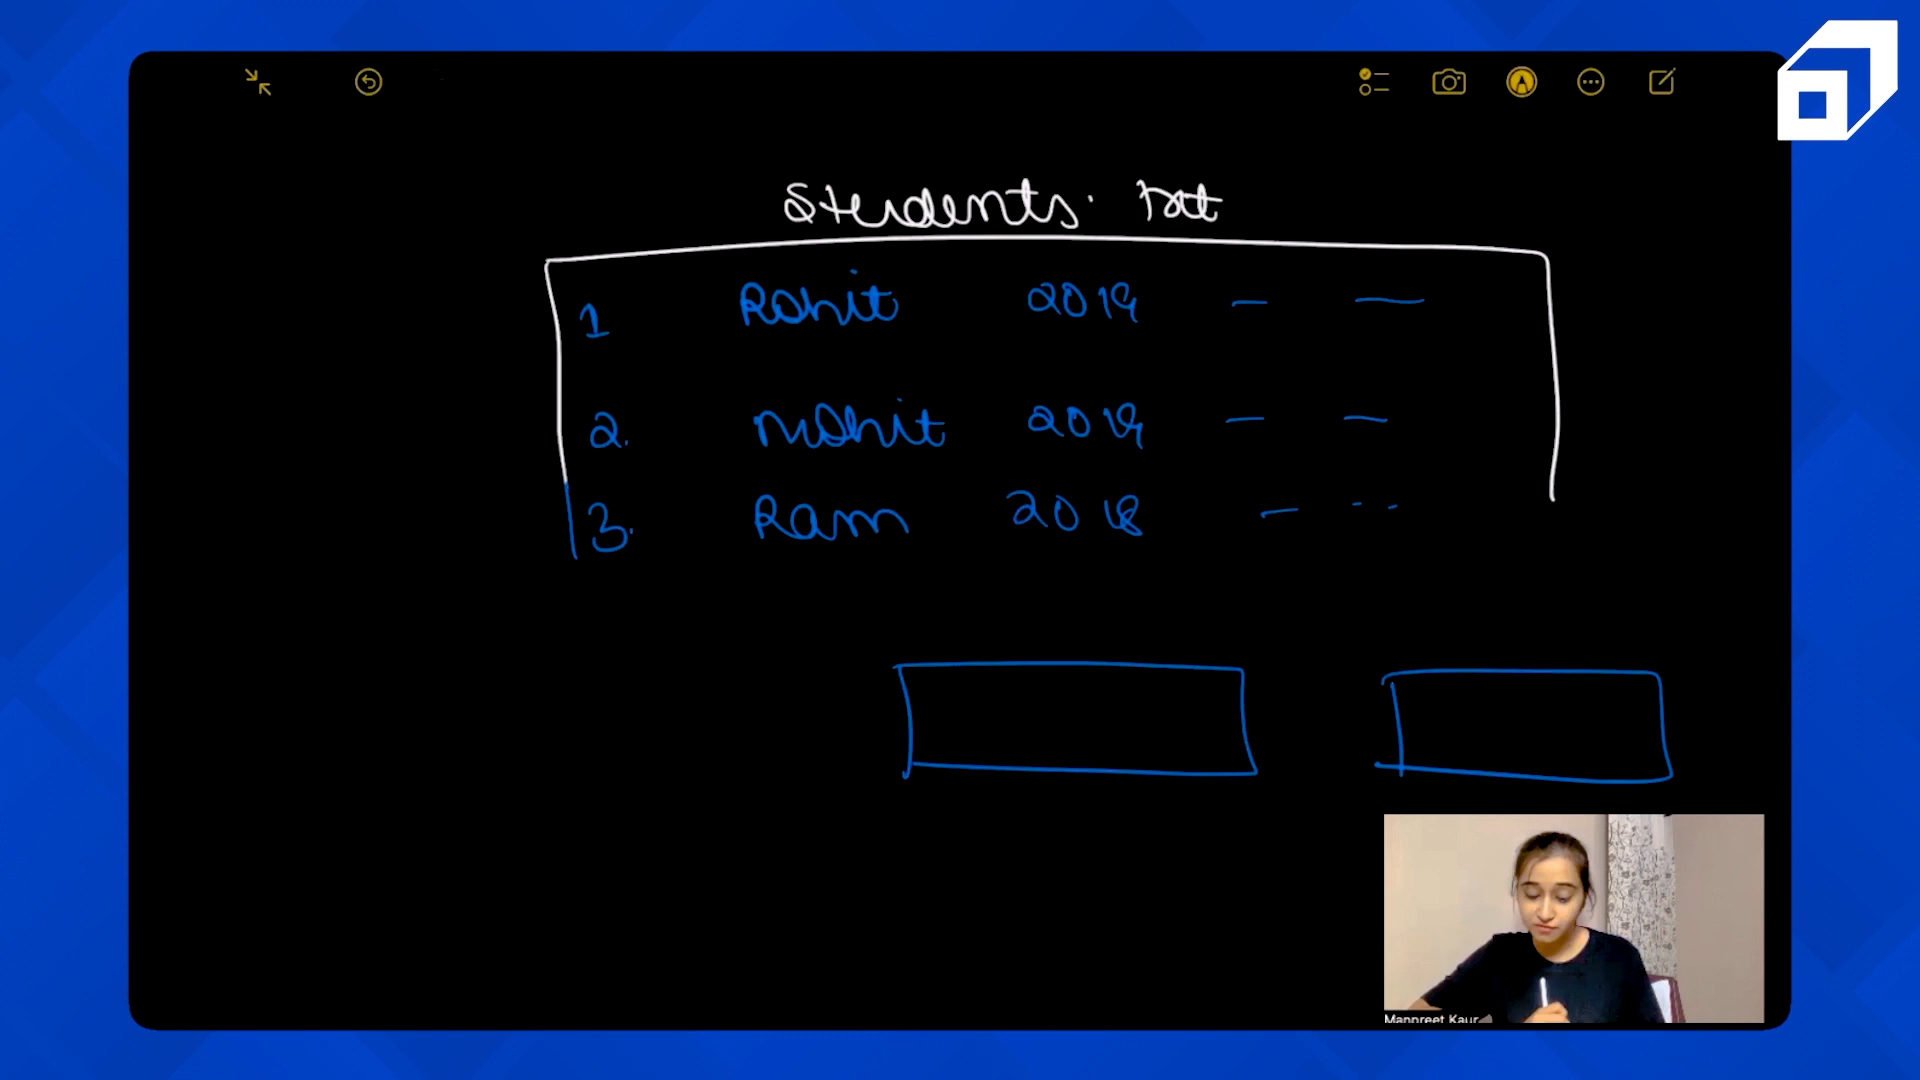 Students. txt
1 Rohit 2019 — —
2. Mohit 2019 — —
3. Ram 2018 — - -
Manpreet Kaur